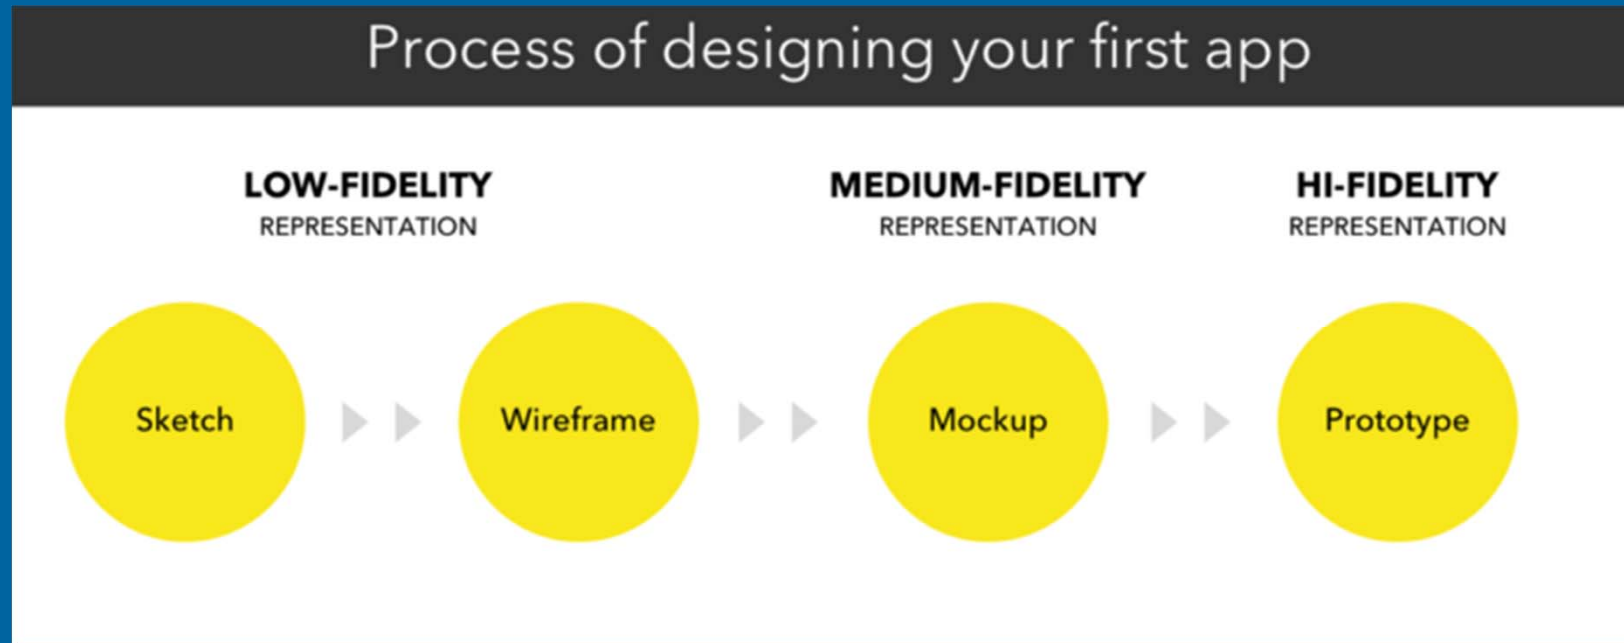 Process of designing your first app
LOW-FIDELITY
REPRESENTATION
MEDIUM-FIDELITY
REPRESENTATION
HI-FIDELITY
REPRESENTATION
Sketch
Wireframe
Mockup
Prototype